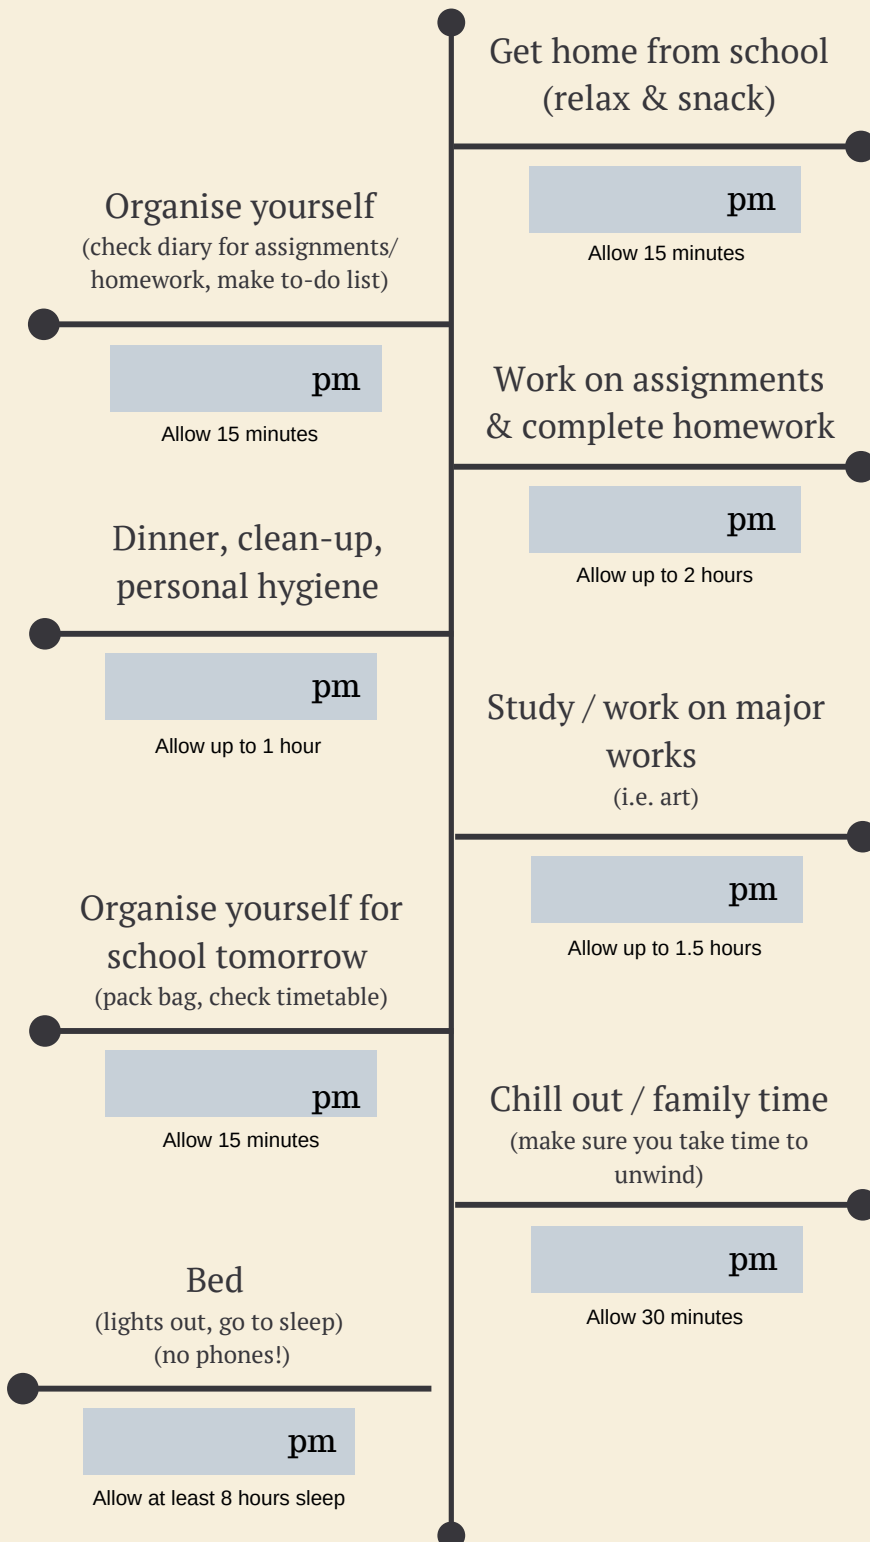 Get home from school
(relax & snack)
pm
Allow 15 minutes
Organise yourself
(check diary for assignments/
homework, make to-do list)
pm
Allow 15 minutes
Work on assignments
& complete homework
pm
Allow up to 2 hours
Dinner, clean-up,
personal hygiene
pm
Allow up to 1 hour
Study / work on major
works
(i.e. art)
pm
Allow up to 1.5 hours
Organise yourself for
school tomorrow
(pack bag, check timetable)
pm
Allow 15 minutes
Chill out / family time
(make sure you take time to
unwind)
pm
Allow 30 minutes
Bed
(lights out, go to sleep)
(no phones!)
pm
Allow at least 8 hours sleep